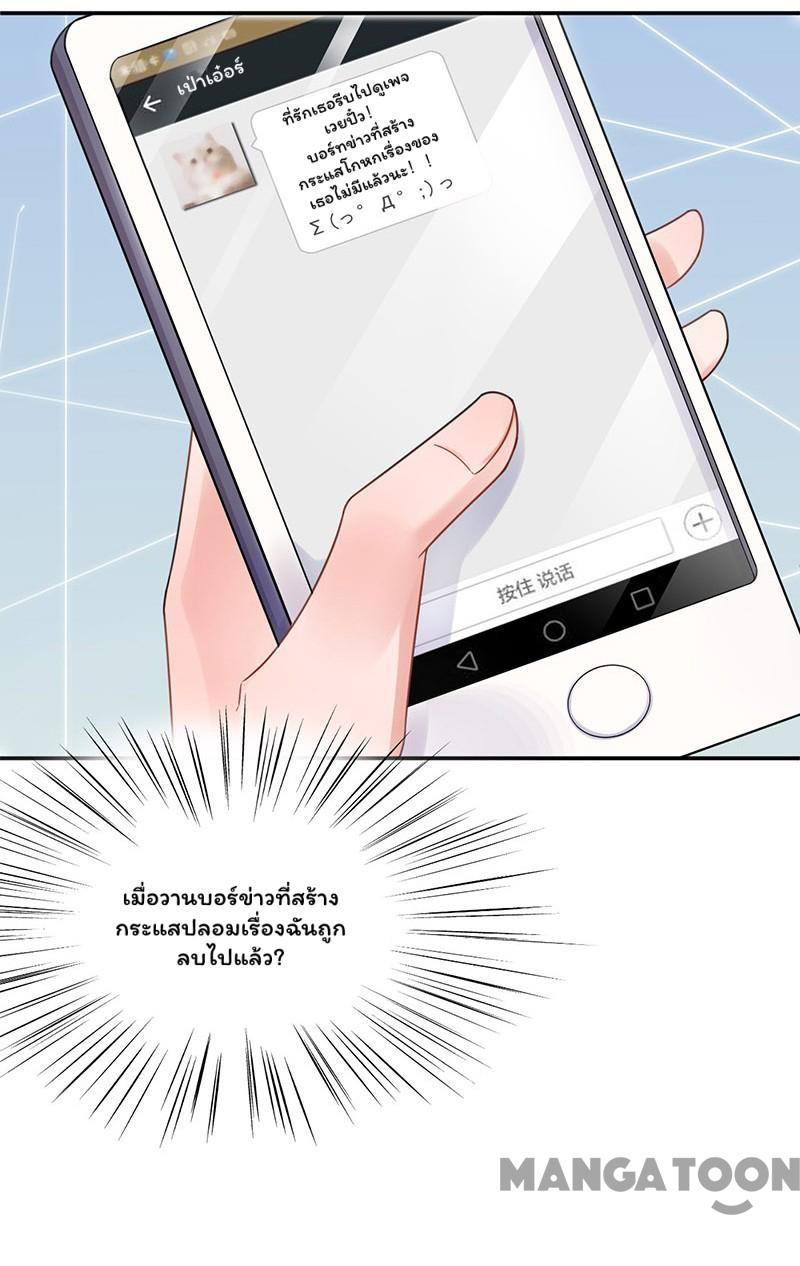 เป่าเอ๋อร์
ที่รักเธอรีบไปดูเพจ
เวยปั๋ว!
บอร์ทข่าวที่สร้าง
กระแสโกหกเรื่องของ
เธอไม่มีแล้วนะ! !
Σ(っ° Д° ;)っ
按住 说话
เมื่อวานบอร์ข่าวที่สร้าง
กระแสปลอมเรื่องฉันถูก
ลบไปแล้ว?
MANGATOON